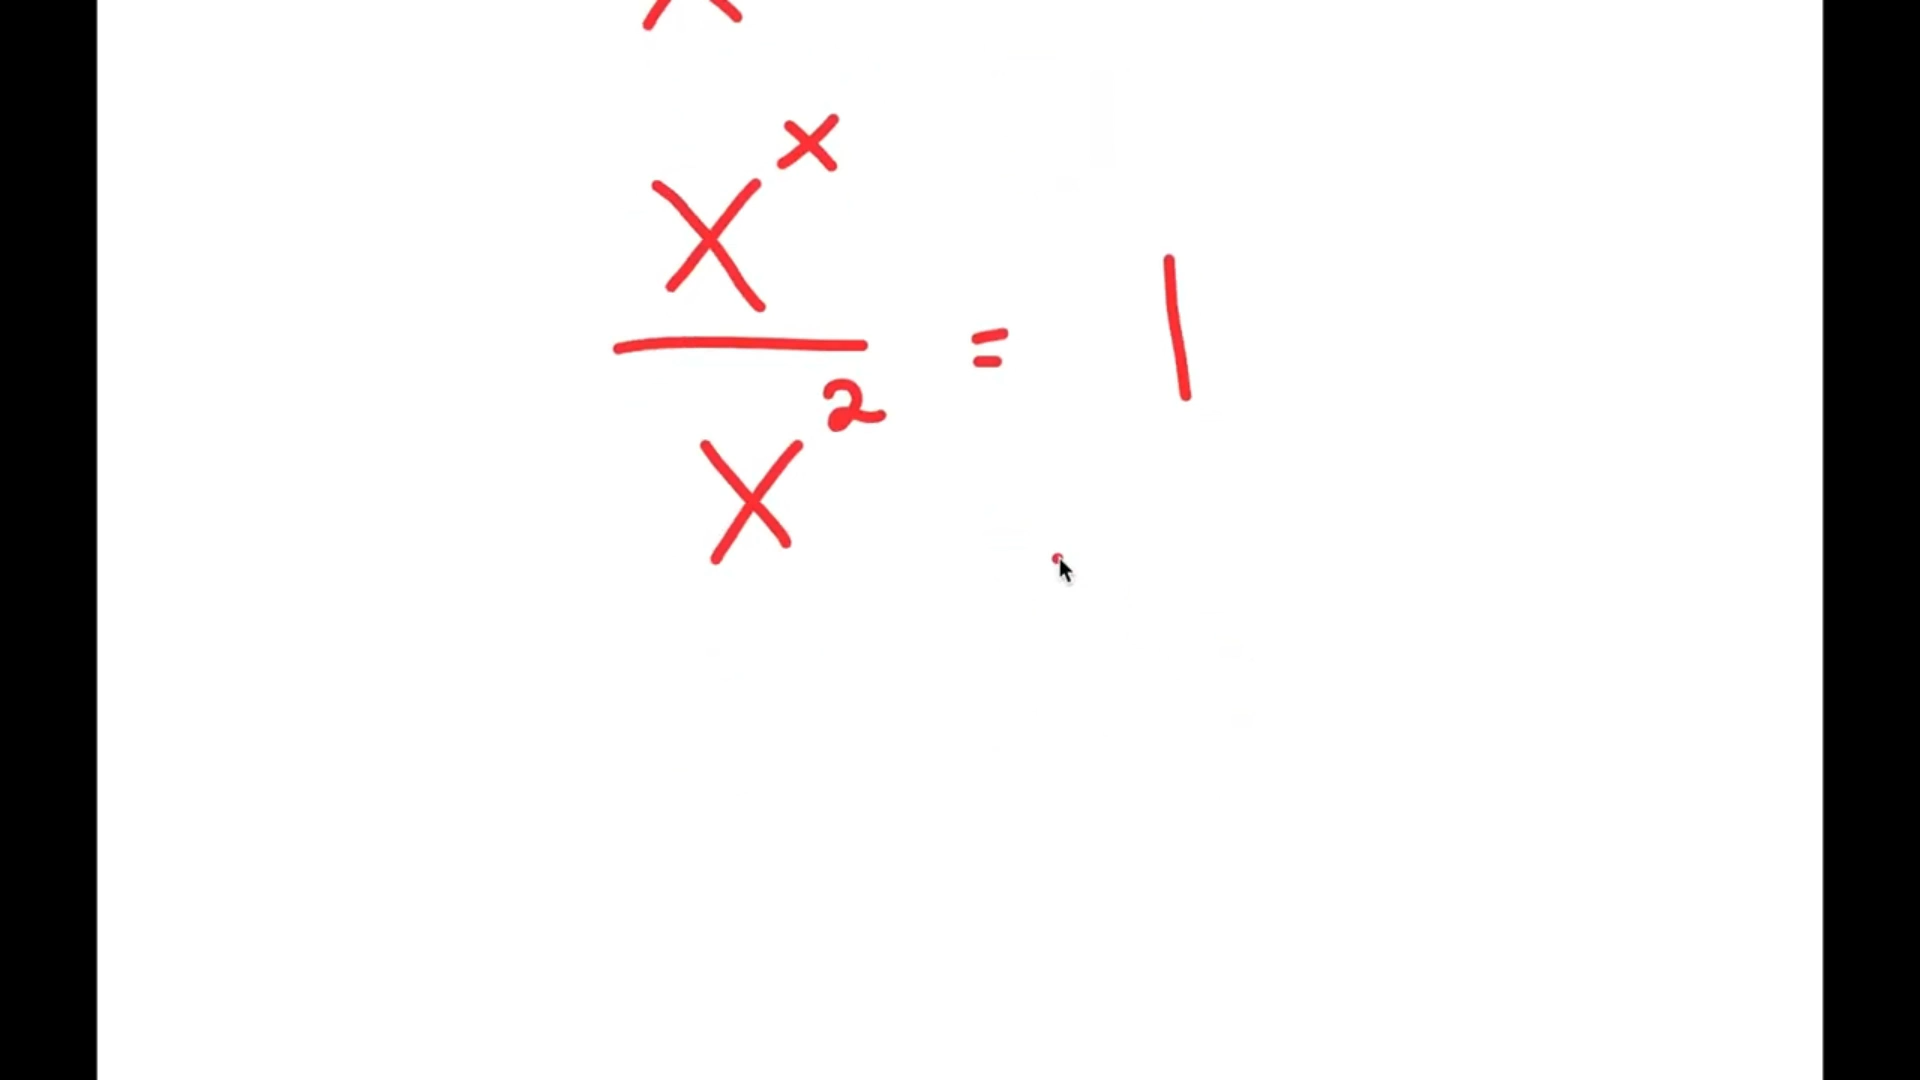 x^x
— = 1
x^2